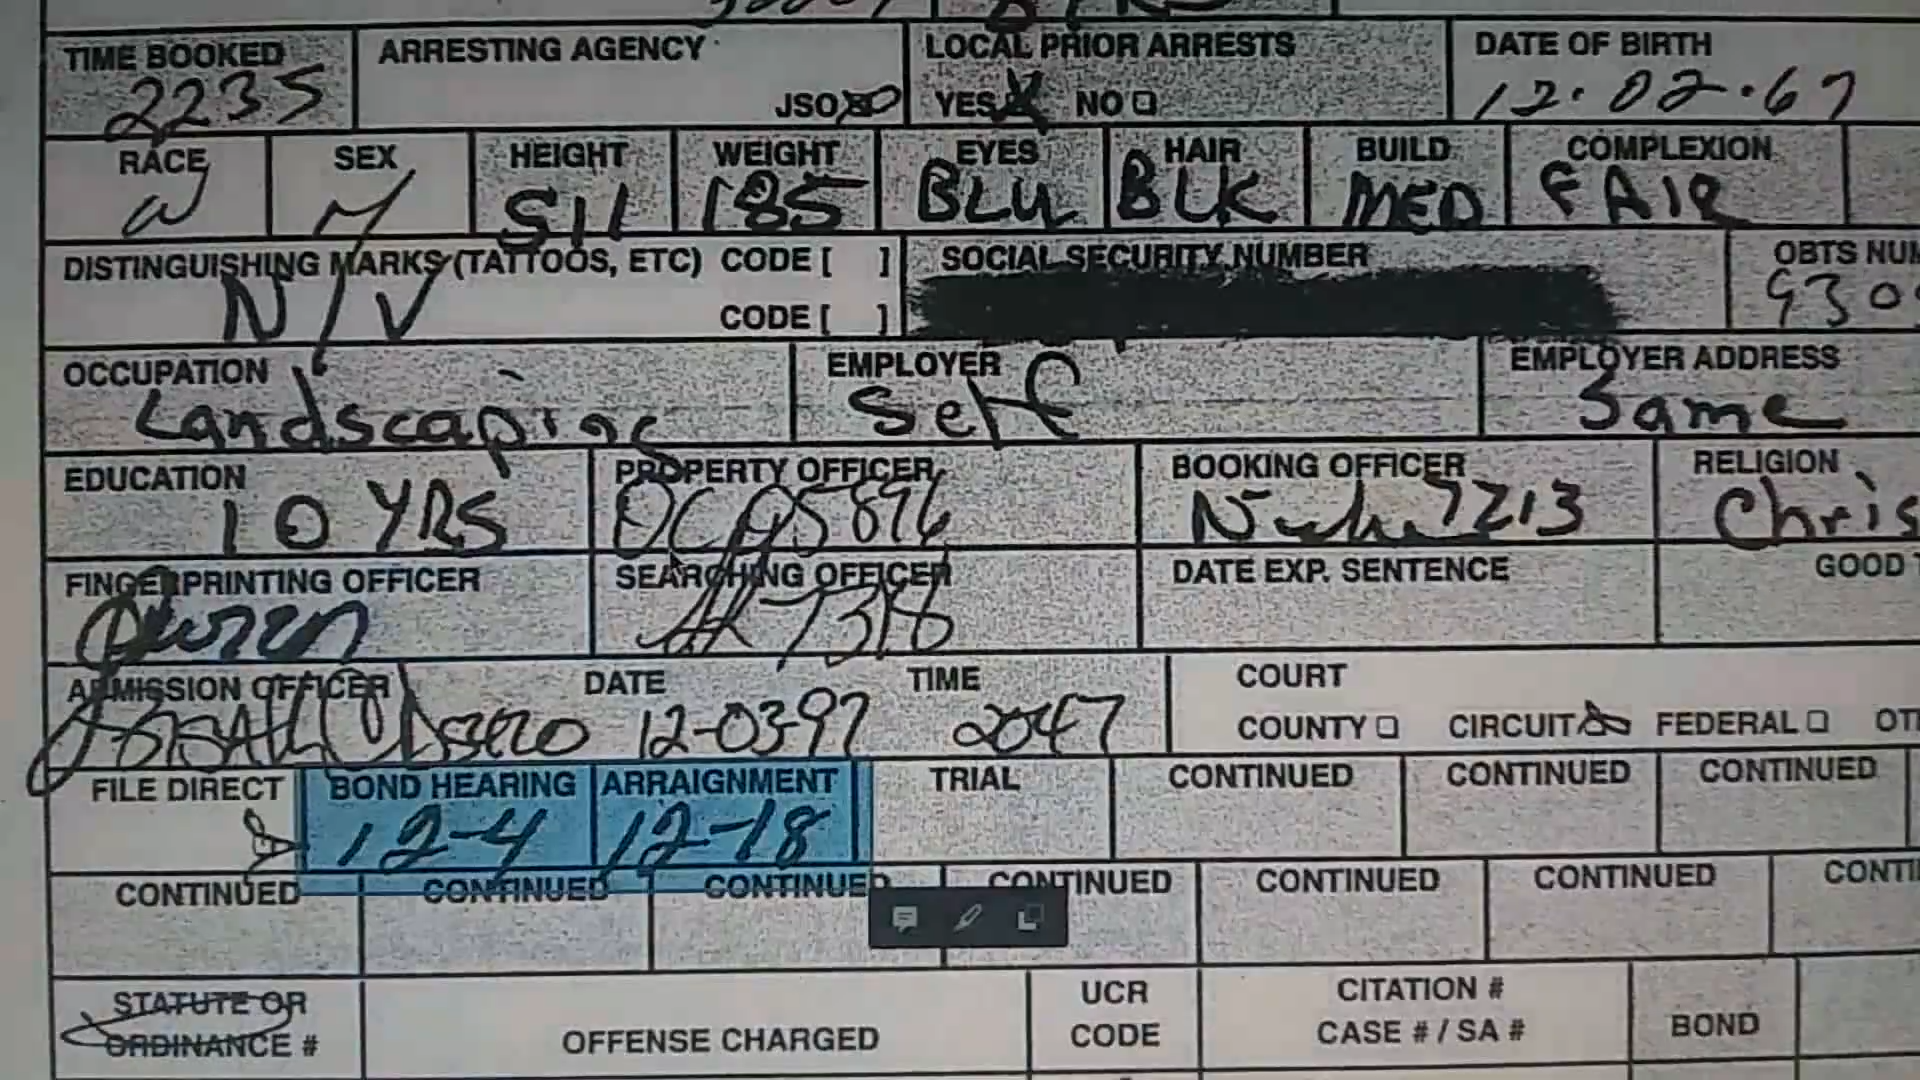 TIME BOOKED ARRESTING AGENCY LOCAL PRIOR ARRESTS DATE OF BIRTH
2235 JSO YES X NO 12.02.67
RACE SEX HEIGHT WEIGHT EYES HAIR BUILD COMPLEXION
W M 511 185 BLU BLK MED FAIR
DISTINGUISHING MARKS (TATTOOS, ETC) CODE [ ] SOCIAL SECURITY NUMBER OBTS NUM
N/V CODE [ ] 930
OCCUPATION EMPLOYER EMPLOYER ADDRESS
Landscaping Self Same
EDUCATION PROPERTY OFFICER BOOKING OFFICER RELIGION
10 YRS 7213 Chris
FINGERPRINTING OFFICER SEARCHING OFFICER DATE EXP. SENTENCE GOOD T
7318
ADMISSION OFFICER DATE TIME COURT
12-03-97 2047 COUNTY CIRCUIT FEDERAL OT
FILE DIRECT BOND HEARING ARRAIGNMENT TRIAL CONTINUED CONTINUED CONTINUED
12-4 12-18
CONTINUED CONTINUED CONTINUED CONTINUED CONTINUED CONTINUED CONTI
STATUTE OR ORDINANCE # OFFENSE CHARGED UCR CODE CITATION # CASE # / SA # BOND